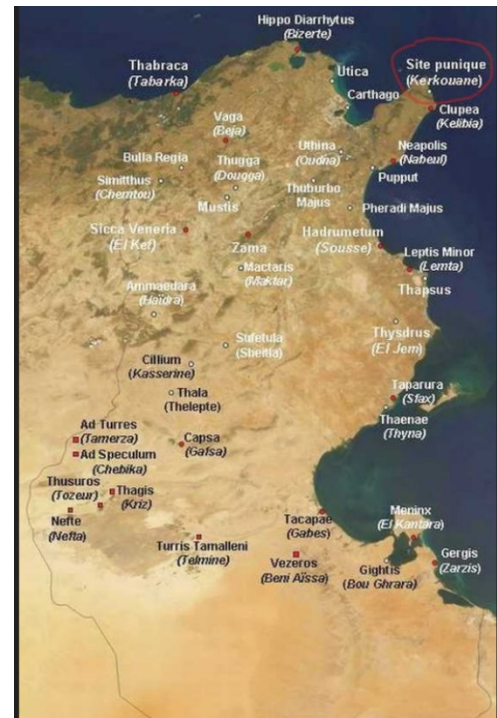 Hippo Diarrhytus
(Bizerte)
Thabraca
(Tabarka)
Utica
Site punique
(Kerkouane)
Carthago
Clupea
(Kelibia)
Vaga
(Beja)
Uthina
(Oudna)
Neapolis
(Nabeul)
Bulla Regia
Thugga
(Dougga)
Pupput
Simitthus
(Chemtou)
Thuburbo
Majus
Mustis
Pheradi Majus
Sicca Veneria
(El Kef)
Zama
Hadrumetum
(Sousse)
Mactaris
(Maktar)
Leptis Minor
(Lemta)
Thapsus
Ammaedara
(Haïdra)
Thysdrus
(El Jem)
Sufetula
(Sbeitla)
Cillium
(Kasserine)
Thala
(Thelepte)
Taparura
(Sfax)
Thaenae
(Thyna)
Ad Turres
(Tamerza)
Ad Speculum
(Chebika)
Capsa
(Gafsa)
Thusuros
(Tozeur)
Thagis
(Kriz)
Nefte
(Nefta)
Tacapae
(Gabes)
Meninx
(El Kantara)
Turris Tamalleni
(Telmine)
Vezeros
(Beni Aïssa)
Gightis
(Bou Ghrara)
Gergis
(Zarzis)